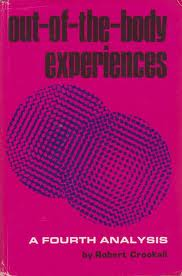 out-of-the-body
experiences
A FOURTH ANALYSIS
by Robert Crookall